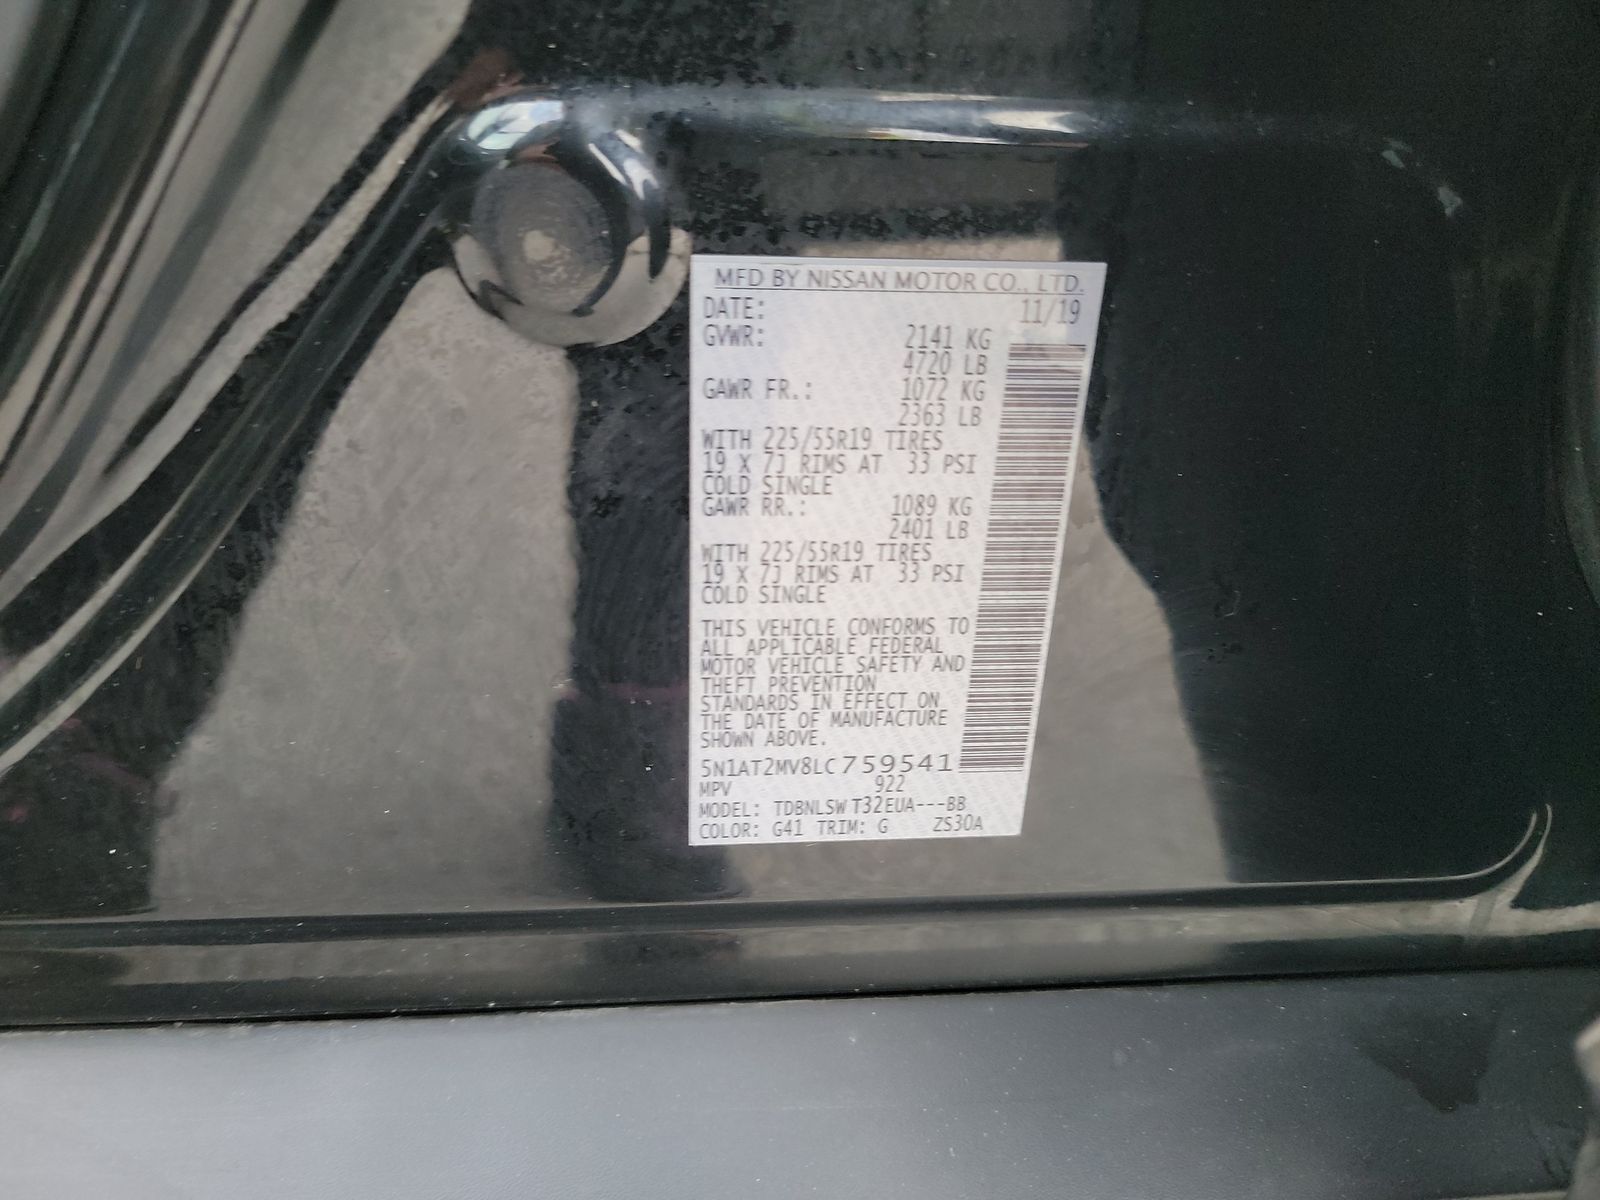 MFD BY NISSAN MOTOR CO., LTD.
DATE: 11/19
GVWR: 2141 KG
4720 LB
GAWR FR.: 1072 KG
2363 LB
WITH 225/55R19 TIRES
19 X 7J RIMS AT 33 PSI
COLD SINGLE
GAWR RR.: 1089 KG
2401 LB
WITH 225/55R19 TIRES
19 X 7J RIMS AT 33 PSI
COLD SINGLE
THIS VEHICLE CONFORMS TO
ALL APPLICABLE FEDERAL
MOTOR VEHICLE SAFETY AND
THEFT PREVENTION
STANDARDS IN EFFECT ON
THE DATE OF MANUFACTURE
SHOWN ABOVE.
5N1AT2MV8LC759541
MPV 922
MODEL: TDBNLSWT32EUA---BB
COLOR: G41 TRIM: G ZS30A